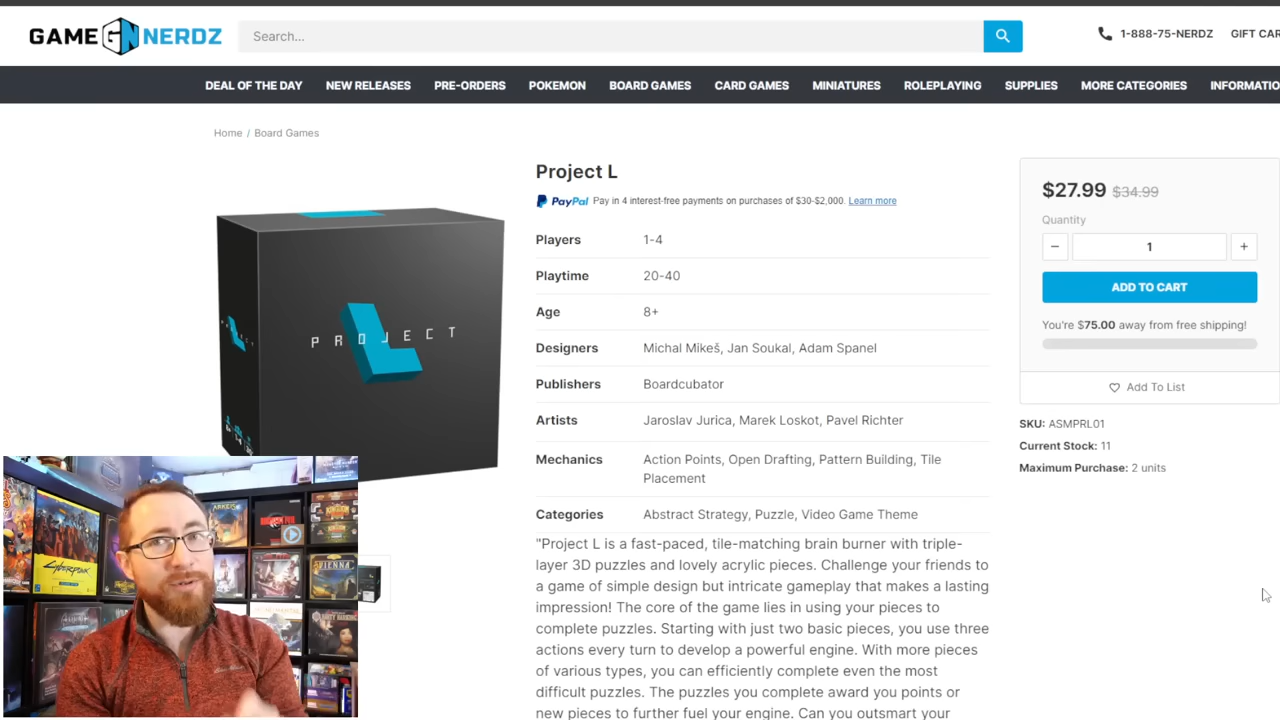 GAME GN NERDZ
Search...
1-888-75-NERDZ
GIFT CAR
DEAL OF THE DAY
NEW RELEASES
PRE-ORDERS
POKEMON
BOARD GAMES
CARD GAMES
MINIATURES
ROLEPLAYING
SUPPLIES
MORE CATEGORIES
INFORMATIO
Home / Board Games
PROJECT
Project L
PayPal Pay in 4 interest-free payments on purchases of $30-$2,000. Learn more
Players 1-4
Playtime 20-40
Age 8+
Designers Michal Mikeš, Jan Soukal, Adam Spanel
Publishers Boardcubator
Artists Jaroslav Jurica, Marek Loskot, Pavel Richter
Mechanics Action Points, Open Drafting, Pattern Building, Tile
Placement
Categories Abstract Strategy, Puzzle, Video Game Theme
"Project L is a fast-paced, tile-matching brain burner with triple-
layer 3D puzzles and lovely acrylic pieces. Challenge your friends to
a game of simple design but intricate gameplay that makes a lasting
impression! The core of the game lies in using your pieces to
complete puzzles. Starting with just two basic pieces, you use three
actions every turn to develop a powerful engine. With more pieces
of various types, you can efficiently complete even the most
difficult puzzles. The puzzles you complete award you points or
new pieces to further fuel your engine. Can you outsmart your
$27.99 $34.99
Quantity
− 1 +
ADD TO CART
You're $75.00 away from free shipping!
Add To List
SKU: ASMPRL01
Current Stock: 11
Maximum Purchase: 2 units
CYBERPUNK
VIENNA